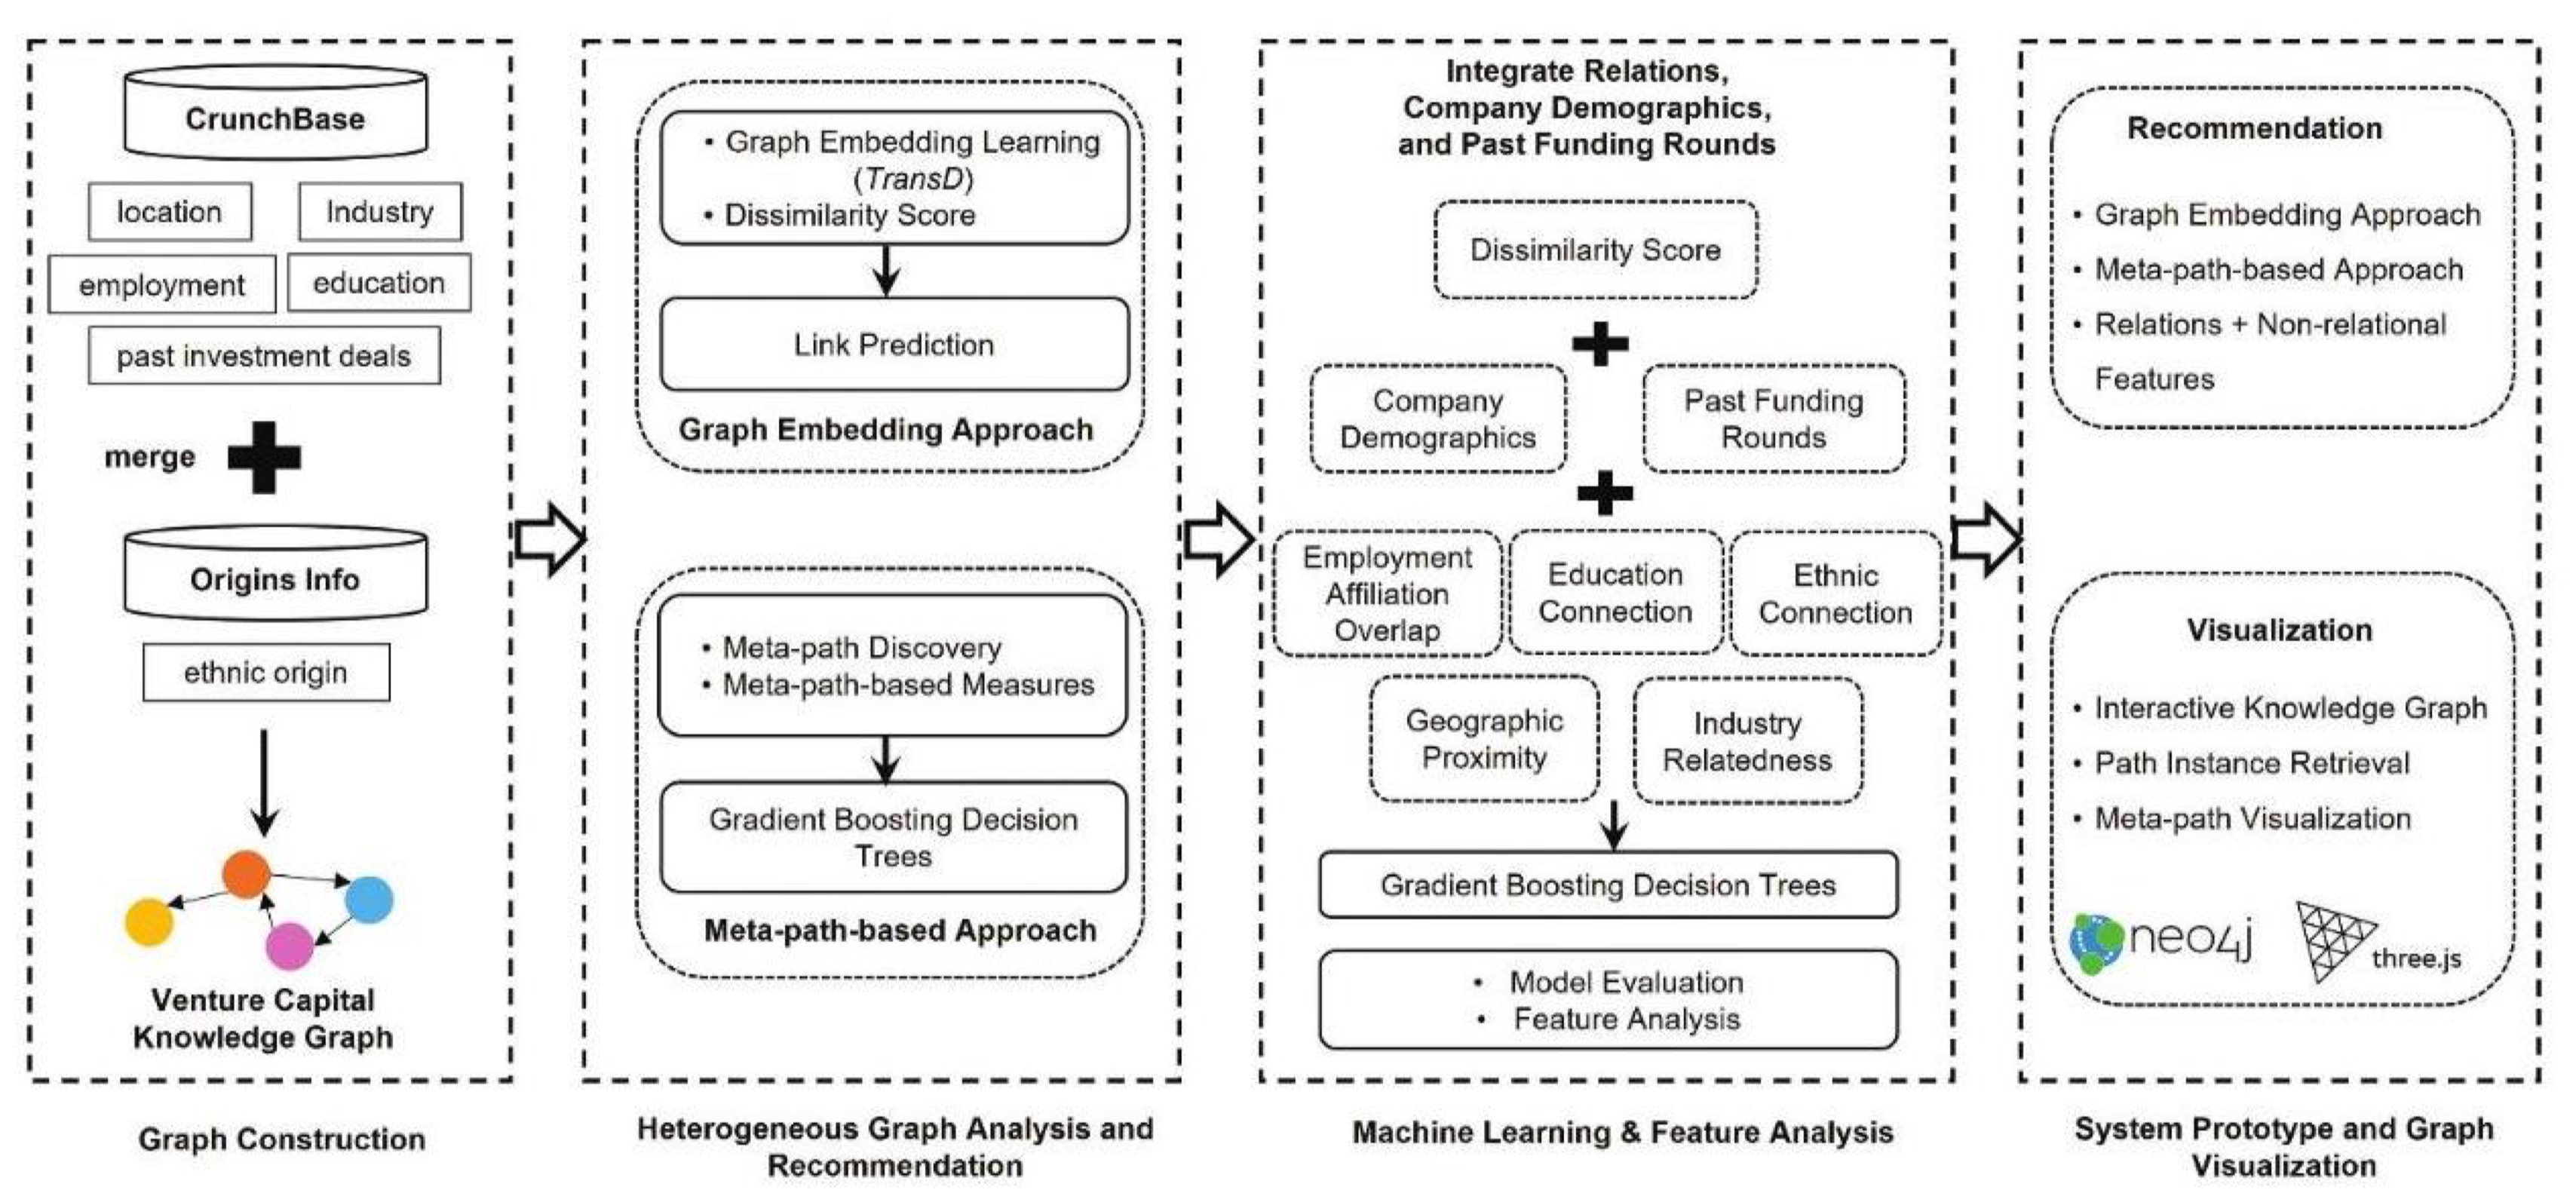 CrunchBase
location
Industry
employment
education
past investment deals
merge
Origins Info
ethnic origin
Venture Capital
Knowledge Graph
Graph Construction
• Graph Embedding Learning
(TransD)
• Dissimilarity Score
Link Prediction
Graph Embedding Approach
• Meta-path Discovery
• Meta-path-based Measures
Gradient Boosting Decision
Trees
Meta-path-based Approach
Heterogeneous Graph Analysis and
Recommendation
Integrate Relations,
Company Demographics,
and Past Funding Rounds
Dissimilarity Score
Company
Demographics
Past Funding
Rounds
Employment
Affiliation
Overlap
Education
Connection
Ethnic
Connection
Geographic
Proximity
Industry
Relatedness
Gradient Boosting Decision Trees
• Model Evaluation
• Feature Analysis
Machine Learning & Feature Analysis
Recommendation
• Graph Embedding Approach
• Meta-path-based Approach
• Relations + Non-relational
Features
Visualization
• Interactive Knowledge Graph
• Path Instance Retrieval
• Meta-path Visualization
neo4j
three.js
System Prototype and Graph
Visualization